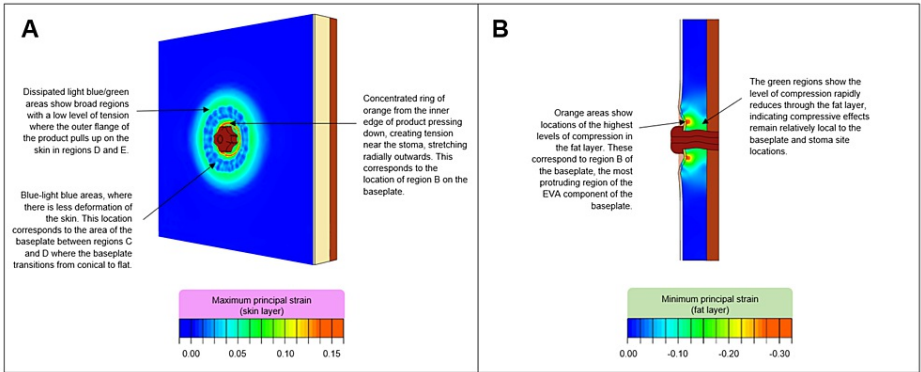 A
Dissipated light blue/green
areas show broad regions
with a low level of tension
where the outer flange of
the product pulls up on the
skin in regions D and E.
Concentrated ring of
orange from the inner
edge of product pressing
down, creating tension
near the stoma, stretching
radially outwards. This
corresponds to the
location of region B on the
baseplate.
Blue-light blue areas, where
there is less deformation of
the skin. This location
corresponds to the area of the
baseplate between regions C
and D where the baseplate
transitions from conical to flat.
Maximum principal strain
(skin layer)
0.00 0.05 0.10 0.15
B
Orange areas show
locations of the highest
levels of compression in
the fat layer. These
correspond to region B of
the baseplate, the most
protruding region of the
EVA component of the
baseplate.
The green regions show the
level of compression rapidly
reduces through the fat layer,
indicating compressive effects
remain relatively local to the
baseplate and stoma site
locations.
Minimum principal strain
(fat layer)
0.00 -0.10 -0.20 -0.30